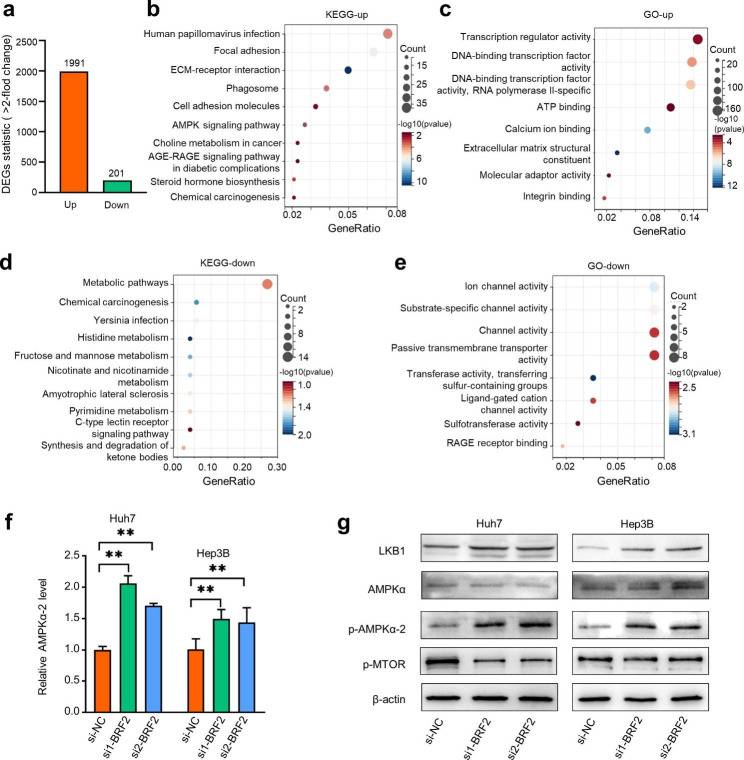 a
DEGs statistic ( >2-flod change)
2500
2000
1500
1000
500
0
1991
201
Up
Down
b
KEGG-up
Human papillomavirus infection
Focal adhesion
ECM-receptor interaction
Phagosome
Cell adhesion molecules
AMPK signaling pathway
Choline metabolism in cancer
AGE-RAGE signaling pathway
in diabetic complications
Steroid hormone biosynthesis
Chemical carcinogenesis
0.02
0.05
0.08
GeneRatio
Count
15
25
35
-log10(pvalue)
2
4
6
8
10
c
GO-up
Transcription regulator activity
DNA-binding transcription factor
activity
DNA-binding transcription factor
activity, RNA polymerase II-specific
ATP binding
Calcium ion binding
Extracellular matrix structural
constituent
Molecular adaptor activity
Integrin binding
0.02
0.08
0.14
GeneRatio
Count
20
100
160
-log10(pvalue)
4
8
12
d
KEGG-down
Metabolic pathways
Chemical carcinogenesis
Yersinia infection
Histidine metabolism
Fructose and mannose metabolism
Nicotinate and nicotinamide
metabolism
Amyotrophic lateral sclerosis
Pyrimidine metabolism
C-type lectin receptor
signaling pathway
Synthesis and degradation of
ketone bodies
0.00
0.10
0.20
0.30
GeneRatio
Count
2
8
14
-log10(pvalue)
1.0
1.4
2.0
e
GO-down
Ion channel activity
Substrate-specific channel activity
Channel activity
Passive transmembrane transporter
activity
Transferase activity, transferring
sulfur-containing groups
Ligand-gated cation
channel activity
Sulfotransferase activity
RAGE receptor binding
0.02
0.05
0.08
GeneRatio
Count
2
5
8
-log10(pvalue)
2.5
3.1
f
Relative AMPKα-2 level
2.5
2.0
1.5
1.0
0.5
0.0
Huh7
**
**
Hep3B
**
**
si-NC
si1-BRF2
si2-BRF2
si-NC
si1-BRF2
si2-BRF2
g
Huh7
Hep3B
LKB1
AMPKα
p-AMPKα-2
p-MTOR
β-actin
si-NC
si1-BRF2
si2-BRF2
si-NC
si1-BRF2
si2-BRF2